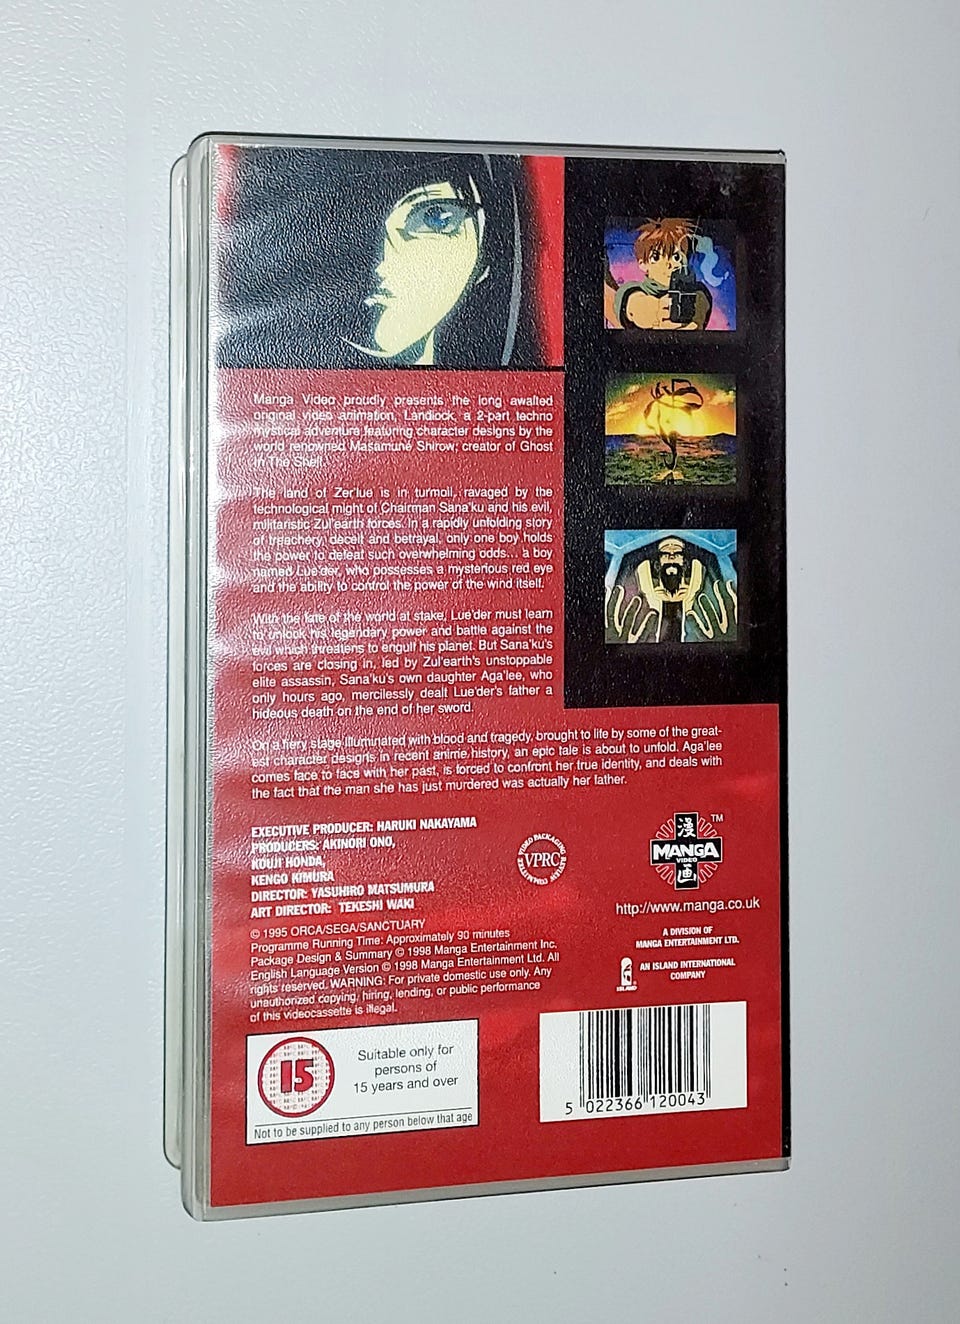 Manga Video proudly presents the long awaited
original video animation, Landlock, a 2-part techno
mystical adventure featuring character designs by the
world renowned Masamune Shirow; creator of Ghost
In The Shell.
The land of Zer'lue is in turmoil, ravaged by the
technological might of Chairman Sana'ku and his evil,
militaristic Zul'earth forces. In a rapidly unfolding story
of treachery, deceit and betrayal, only one boy holds
the power to defeat such overwhelming odds... a boy
named Lue'der, who possesses a mysterious red eye
and the ability to control the power of the wind itself.
With the fate of the world at stake, Lue'der must learn
to unlock his legendary power and battle against the
evil which threatens to engulf his planet. But Sana'ku's
forces are closing in, led by Zul'earth's unstoppable
elite assassin, Sana'ku's own daughter Aga'lee, who
only hours ago, mercilessly dealt Lue'der's father a
hideous death on the end of her sword.
On a fiery stage illuminated with blood and tragedy, brought to life by some of the great-
est character designs in recent anime history, an epic tale is about to unfold. Aga'lee
comes face to face with her past, is forced to confront her true identity, and deals with
the fact that the man she has just murdered was actually her father.
EXECUTIVE PRODUCER: HARUKI NAKAYAMA
PRODUCERS: AKINORI ONO,
KOUJI HONDA,
KENGO KIMURA
DIRECTOR: YASUHIRO MATSUMURA
ART DIRECTOR: TEKESHI WAKI
© 1995 ORCA/SEGA/SANCTUARY
Programme Running Time: Approximately 90 minutes
Package Design & Summary © 1998 Manga Entertainment Inc.
English Language Version © 1998 Manga Entertainment Ltd. All
rights reserved. WARNING: For private domestic use only. Any
unauthorized copying, hiring, lending, or public performance
of this videocassette is illegal.
VIDEO PACKAGING REVIEW COMMITTEE
VPRC
漫 TM
MANGA
VIDEO
画
http://www.manga.co.uk
A DIVISION OF
MANGA ENTERTAINMENT LTD.
ISLAND
AN ISLAND INTERNATIONAL
COMPANY
15
Suitable only for
persons of
15 years and over
Not to be supplied to any person below that age
5 022366 120043